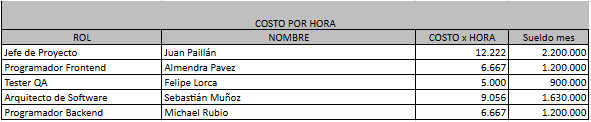 COSTO POR HORA
ROL NOMBRE COSTO x HORA Sueldo mes
Jefe de Proyecto Juan Paillán 12.222 2.200.000
Programador Frontend Almendra Pavez 6.667 1.200.000
Tester QA Felipe Lorca 5.000 900.000
Arquitecto de Software Sebastián Muñoz 9.056 1.630.000
Programador Backend Michael Rubio 6.667 1.200.000